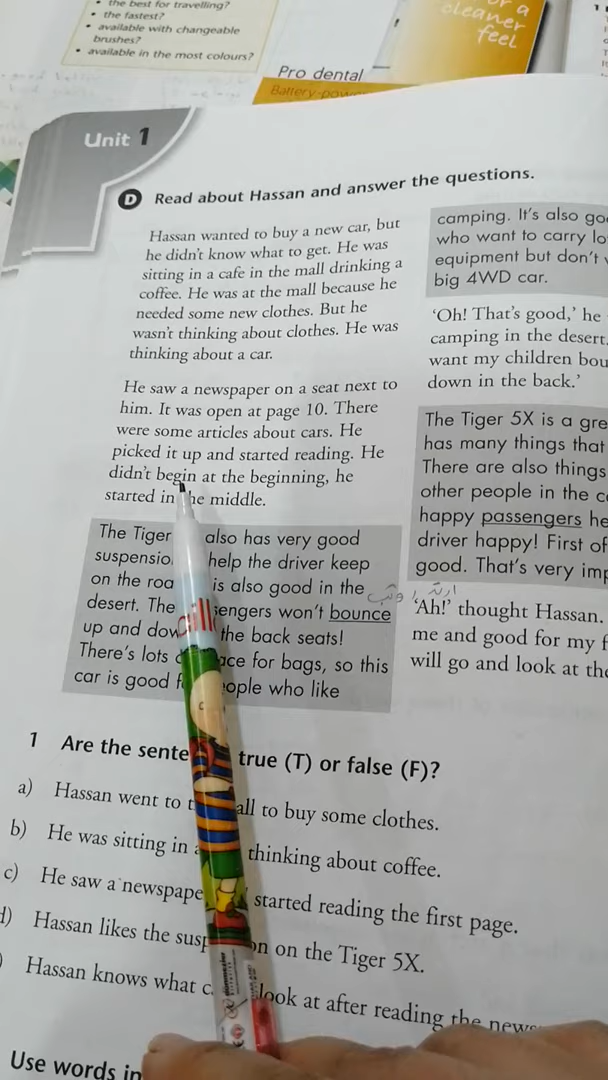 • the best for travelling?
• the fastest?
• available with changeable
brushes?
• available in the most colours?
or a
cleaner
feel
Pro dental
Battery-pow
Unit 1
D Read about Hassan and answer the questions.
Hassan wanted to buy a new car, but
he didn't know what to get. He was
sitting in a cafe in the mall drinking a
coffee. He was at the mall because he
needed some new clothes. But he
wasn't thinking about clothes. He was
thinking about a car.
He saw a newspaper on a seat next to
him. It was open at page 10. There
were some articles about cars. He
picked it up and started reading. He
didn't begin at the beginning, he
started in he middle.
The Tiger also has very good
suspensio help the driver keep
on the roa is also good in the
desert. The sengers won't bounce
up and dow the back seats!
There's lots ace for bags, so this
car is good f eople who like
camping. It's also go
who want to carry lo
equipment but don't
big 4WD car.
'Oh! That's good,' he
camping in the desert.
want my children bou
down in the back.'
The Tiger 5X is a gre
has many things that
There are also things
other people in the c
happy passengers he
driver happy! First of
good. That's very imp
'Ah!' thought Hassan.
me and good for my f
will go and look at the
1 Are the sente true (T) or false (F)?
a) Hassan went to t all to buy some clothes.
b) He was sitting in thinking about coffee.
c) He saw a newspape started reading the first page.
d) Hassan likes the susp on on the Tiger 5X.
) Hassan knows what c look at after reading the news
Use words in